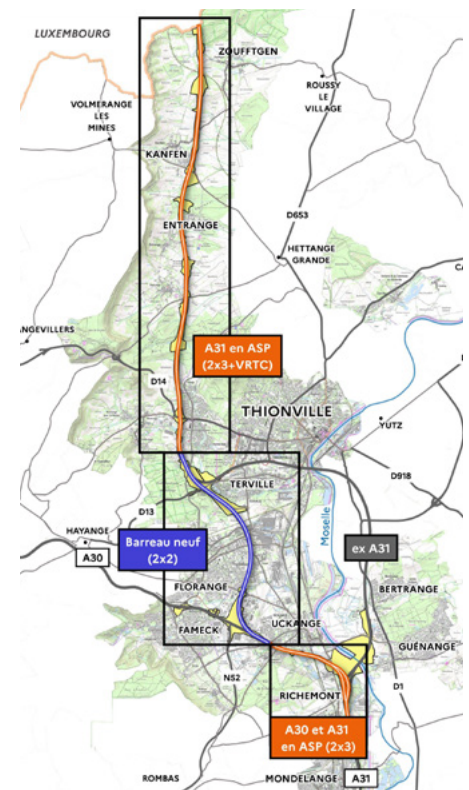 LUXEMBOURG
ZOUFFTGEN
ROUSSY
LE
VILLAGE
VOLMERANGE
LES
MINES
KANFEN
D653
ENTRANGE
HETTANGE
GRANDE
CA
ANGEVILLERS
A31 en ASP
(2x3+VRTC)
D14
THIONVILLE
YUTZ
TERVILLE
D918
D13
HAYANGE
A30
Barreau neuf
(2x2)
Moselle
ex A31
BERTRANGE
FLORANGE
FAMECK
UCKANGE
GUÉNANGE
N52
RICHEMONT
D1
A30 et A31
en ASP (2x3)
ROMBAS
MONDELANGE
A31